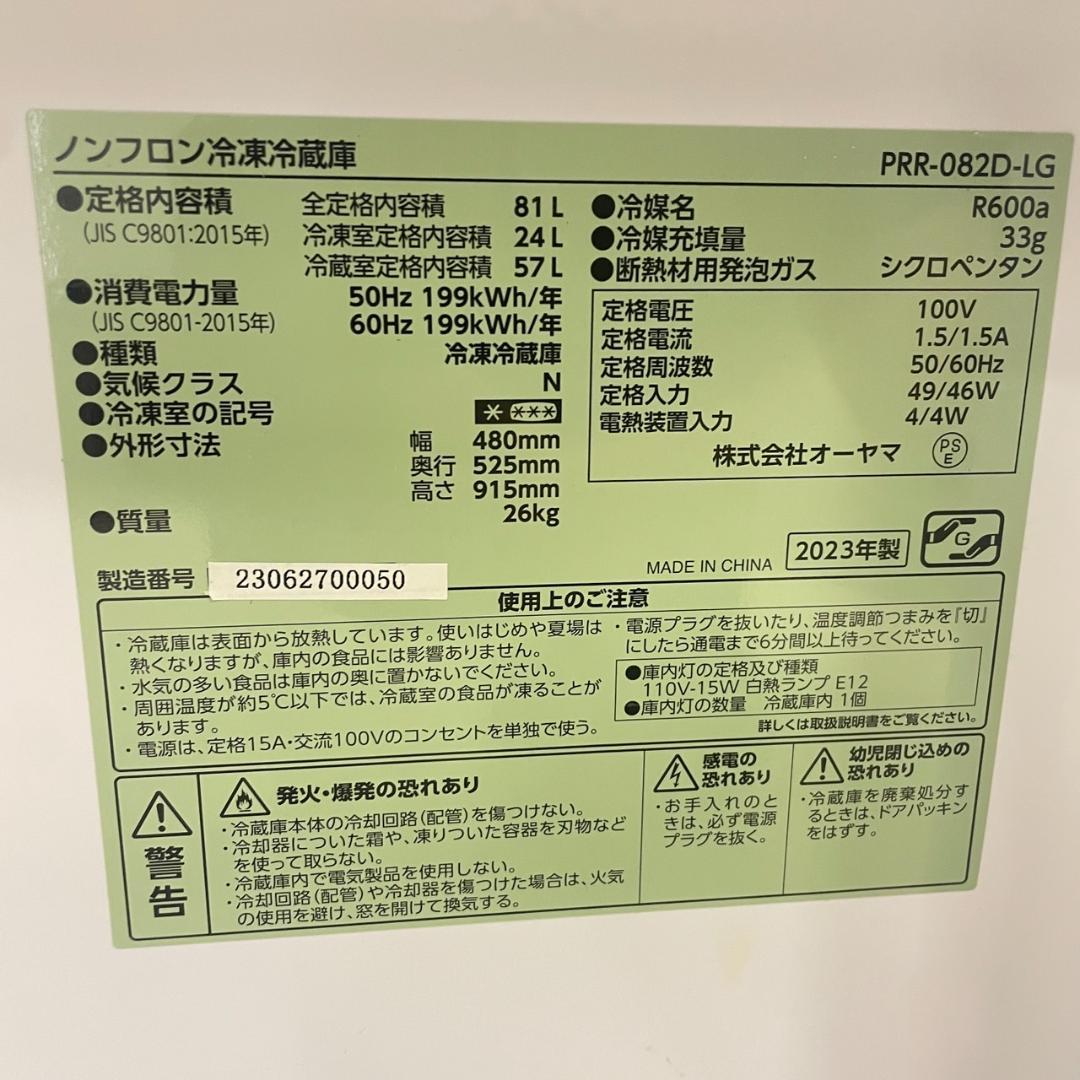 ノンフロン冷凍冷蔵庫 PRR-082D-LG
●定格内容積 全定格内容積 81L
(JIS C9801:2015年) 冷凍室定格内容積 24L
冷蔵室定格内容積 57L
●消費電力量 50Hz 199kWh/年
(JIS C9801-2015年) 60Hz 199kWh/年
●種類 冷凍冷蔵庫
●気候クラス N
●冷凍室の記号 * ***
●外形寸法 幅 480mm
奥行 525mm
高さ 915mm
●質量 26kg
●冷媒名 R600a
●冷媒充填量 33g
●断熱材用発泡ガス シクロペンタン
定格電圧 100V
定格電流 1.5/1.5A
定格周波数 50/60Hz
定格入力 49/46W
電熱装置入力 4/4W
株式会社オーヤマ PSE
MADE IN CHINA 2023年製 G
製造番号 23062700050
使用上のご注意
・冷蔵庫は表面から放熱しています。使いはじめや夏場は
熱くなりますが、庫内の食品には影響ありません。
・水気の多い食品は庫内の奥に置かないでください。
・周囲温度が約5℃以下では、冷蔵室の食品が凍ることが
あります。
・電源は、定格15A・交流100Vのコンセントを単独で使う。
・電源プラグを抜いたり、温度調節つまみを『切』
にしたら通電まで6分間以上待ってください。
●庫内灯の定格及び種類
110V-15W 白熱ランプ E12
●庫内灯の数量 冷蔵庫内 1個
詳しくは取扱説明書をご覧ください。
警告
発火・爆発の恐れあり
・冷蔵庫本体の冷却回路(配管)を傷つけない。
・冷却器についた霜や、凍りついた容器を刃物など
を使って取らない。
・冷蔵庫内で電気製品を使用しない。
・冷却回路(配管)や冷却器を傷つけた場合は、火気
の使用を避け、窓を開けて換気する。
感電の
恐れあり
・お手入れのと
きは、必ず電源
プラグを抜く。
幼児閉じ込めの
恐れあり
・冷蔵庫を廃棄処分す
るときは、ドアパッキン
をはずす。